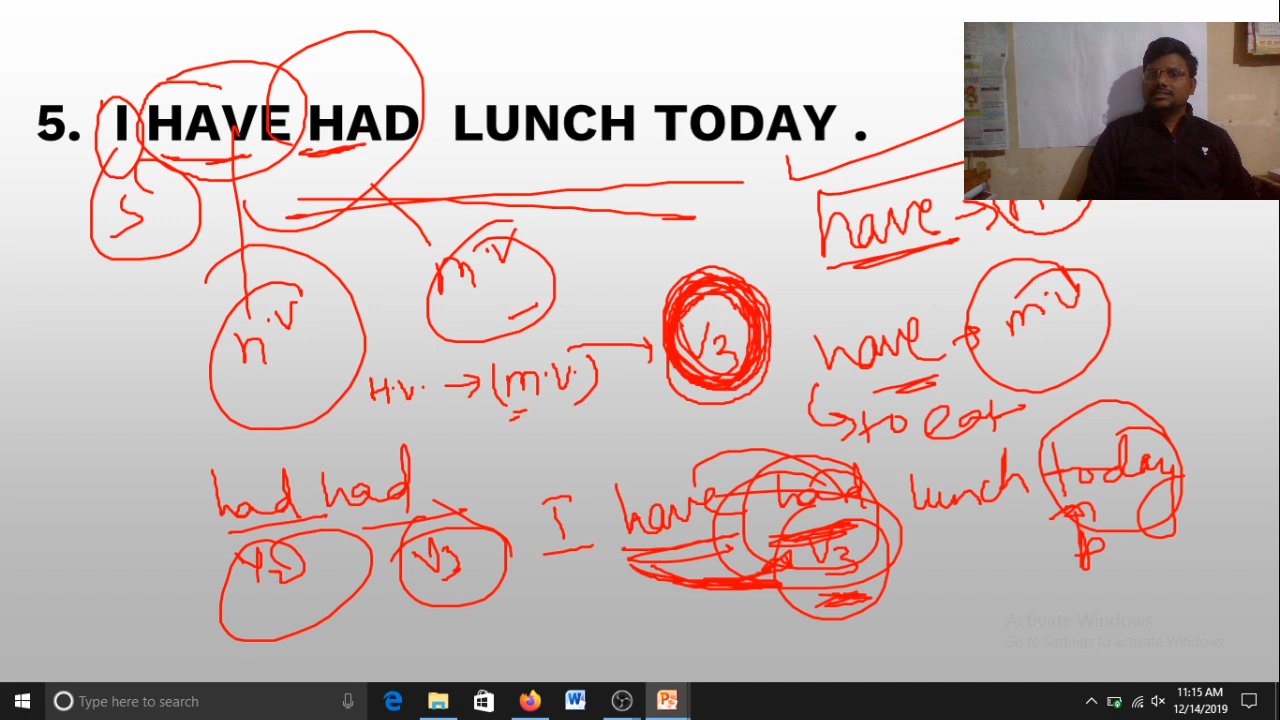 5. I HAVE HAD LUNCH TODAY .
S
have →
m.v
h.v
H.V. → (m.v.) → V3
have → m.v
↳ to eat
had had
V2 V3
I have had lunch today
V3
Activate Windows
Go to Settings to activate Windows
Type here to search
11:15 AM
12/14/2019